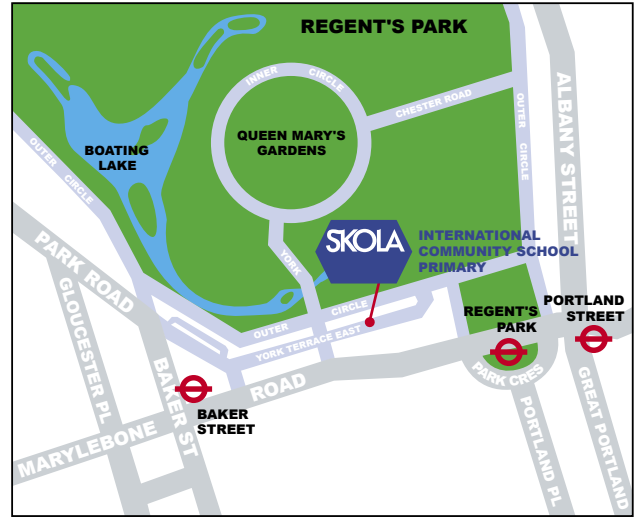 REGENT'S PARK
INNER CIRCLE
CHESTER ROAD
QUEEN MARY'S
GARDENS
ALBANY STREET
OUTER CIRCLE
BOATING
LAKE
OUTER CIRCLE
YORK
SKOLA
INTERNATIONAL
COMMUNITY SCHOOL
PRIMARY
PARK ROAD
GLOUCESTER PL
OUTER CIRCLE
YORK TERRACE EAST
REGENT'S
PARK
PORTLAND
STREET
BAKER ST
BAKER
STREET
MARYLEBONE ROAD
PARK CRES
PORTLAND PL
GREAT PORTLAND